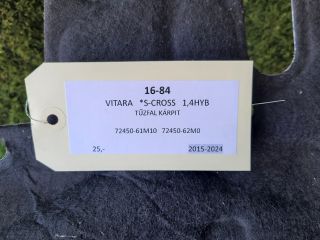 16-84
VITARA *S-CROSS 1,4HYB
TŰZFAL KÁRPIT
72450-61M10 72450-62M0
25,- 2015-2024